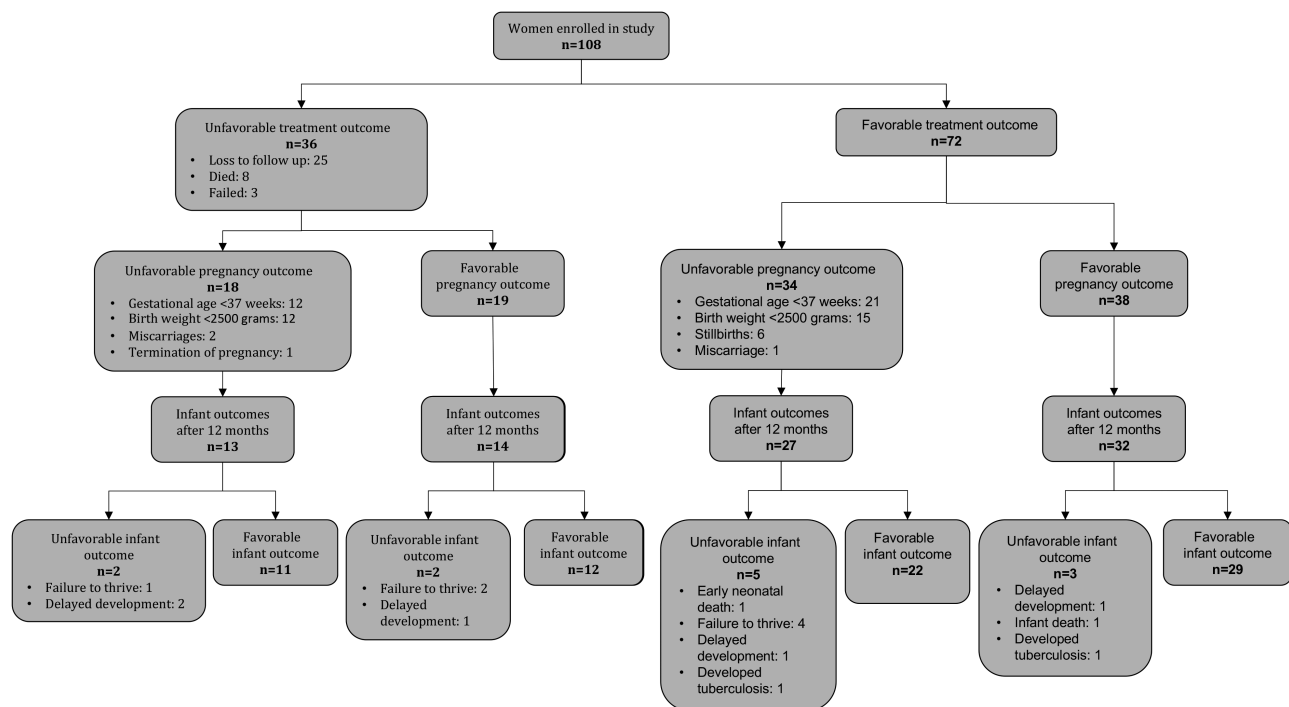 Women enrolled in study
n=108
Unfavorable treatment outcome
n=36
• Loss to follow up: 25
• Died: 8
• Failed: 3
Favorable treatment outcome
n=72
Unfavorable pregnancy outcome
n=18
• Gestational age <37 weeks: 12
• Birth weight <2500 grams: 12
• Miscarriages: 2
• Termination of pregnancy: 1
Favorable
pregnancy outcome
n=19
Unfavorable pregnancy outcome
n=34
• Gestational age <37 weeks: 21
• Birth weight <2500 grams: 15
• Stillbirths: 6
• Miscarriage: 1
Favorable
pregnancy outcome
n=38
Infant outcomes
after 12 months
n=13
Infant outcomes
after 12 months
n=14
Infant outcomes
after 12 months
n=27
Infant outcomes
after 12 months
n=32
Unfavorable infant
outcome
n=2
• Failure to thrive: 1
• Delayed development: 2
Favorable
infant outcome
n=11
Unfavorable infant
outcome
n=2
• Failure to thrive: 2
• Delayed
development: 1
Favorable
infant outcome
n=12
Unfavorable infant
outcome
n=5
• Early neonatal
death: 1
• Failure to thrive: 4
• Delayed
development: 1
• Developed
tuberculosis: 1
Favorable
infant outcome
n=22
Unfavorable infant
outcome
n=3
• Delayed
development: 1
• Infant death: 1
• Developed
tuberculosis: 1
Favorable
infant outcome
n=29